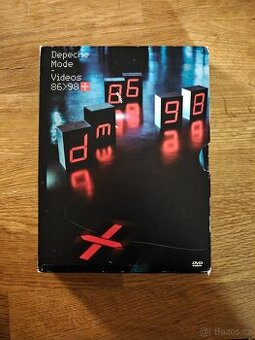 Depeche
Mode
Videos
86>98+
86
98
dm
DVD
Bazos.cz